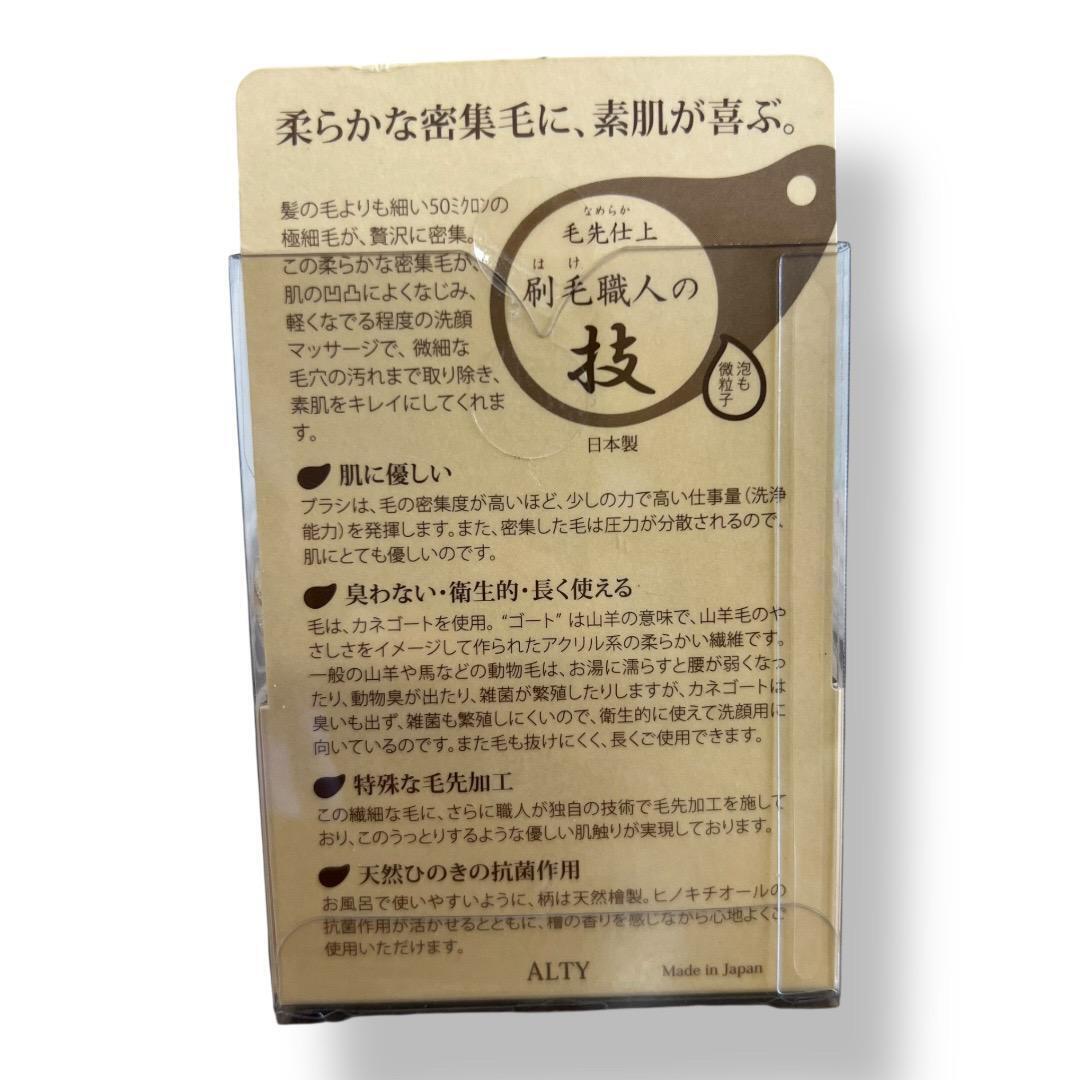 柔らかな密集毛に、素肌が喜ぶ。
髪の毛よりも細い50ミクロンの
極細毛が、贅沢に密集。
この柔らかな密集毛が、
肌の凹凸によくなじみ、
軽くなでる程度の洗顔
マッサージで、微細な
毛穴の汚れまで取り除き、
素肌をキレイにしてくれま
す。
なめらか
毛先仕上
はけ
刷毛職人の
技
泡も
微粒子
日本製
肌に優しい
ブラシは、毛の密集度が高いほど、少しの力で高い仕事量(洗浄
能力)を発揮します。また、密集した毛は圧力が分散されるので、
肌にとても優しいのです。
臭わない・衛生的・長く使える
毛は、カネゴートを使用。“ゴート”は山羊の意味で、山羊毛のや
さしさをイメージして作られたアクリル系の柔らかい繊維です。
一般の山羊や馬などの動物毛は、お湯に濡らすと腰が弱くなっ
たり、動物臭が出たり、雑菌が繁殖したりしますが、カネゴートは
臭いも出ず、雑菌も繁殖しにくいので、衛生的に使えて洗顔用に
向いているのです。また毛も抜けにくく、長くご使用できます。
特殊な毛先加工
この繊細な毛に、さらに職人が独自の技術で毛先加工を施して
おり、このうっとりするような優しい肌触りが実現しております。
天然ひのきの抗菌作用
お風呂で使いやすいように、柄は天然檜製。ヒノキチオールの
抗菌作用が活かせるとともに、檜の香りを感じながら心地よくご
使用いただけます。
ALTY
Made in Japan